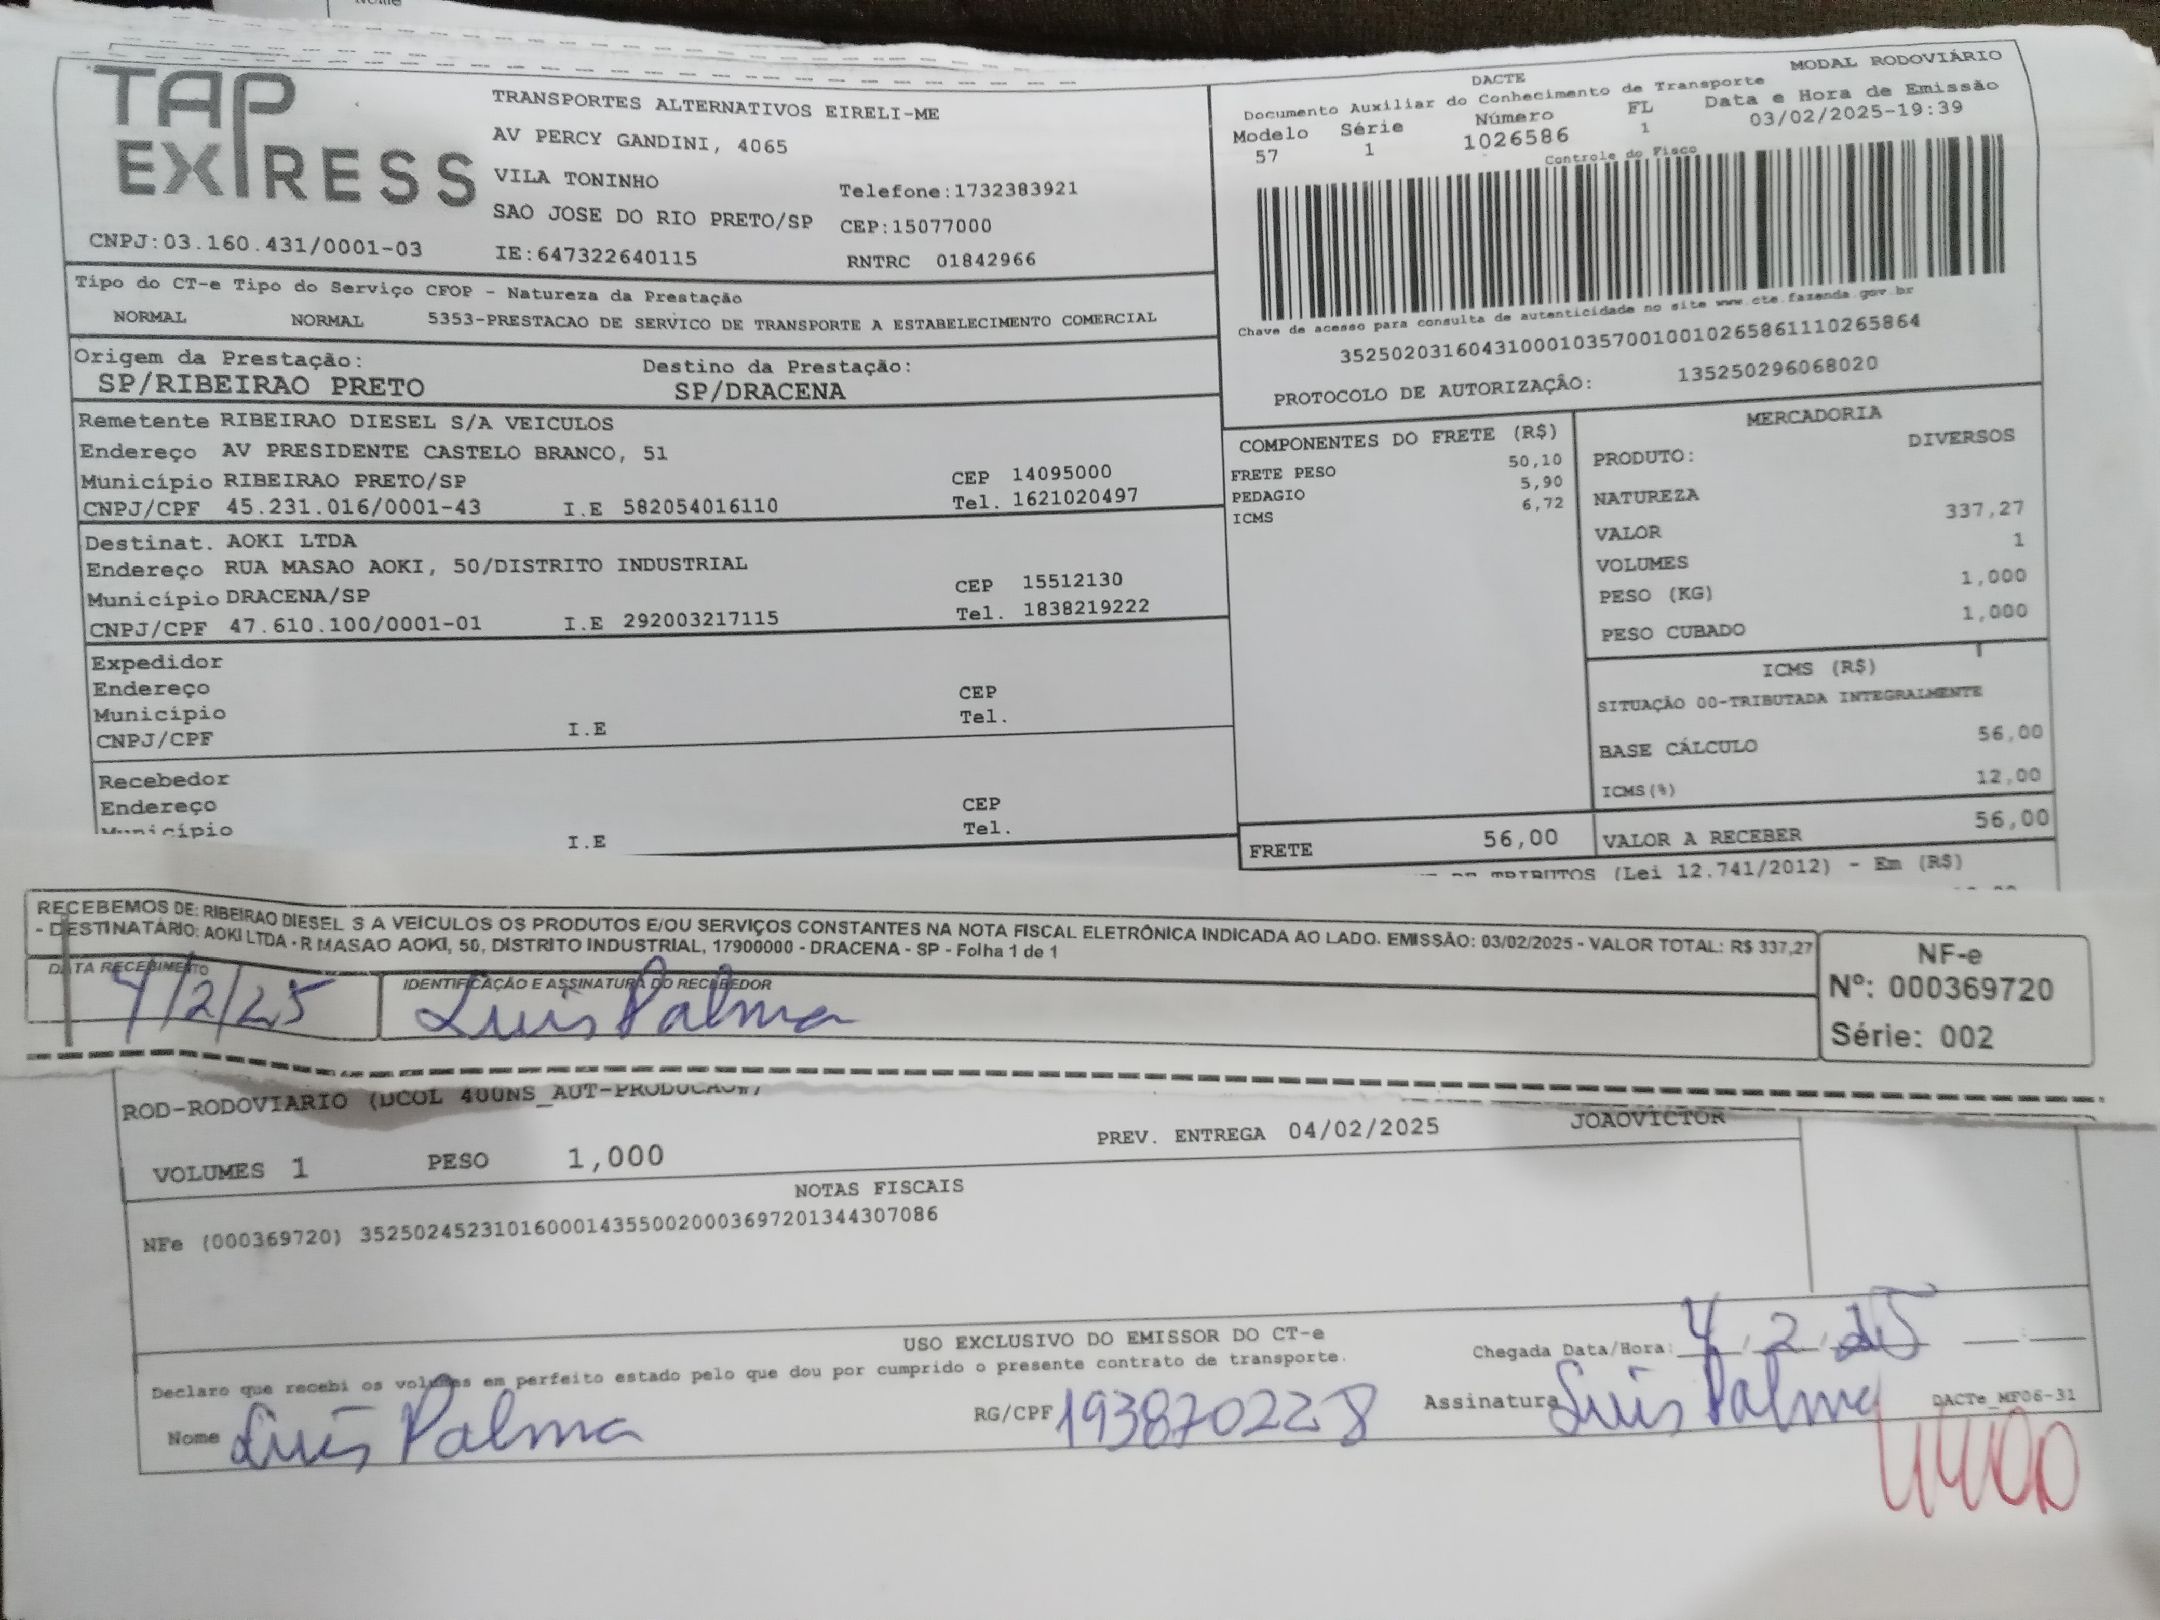 TAP
EXPRESS
CNPJ:03.160.431/0001-03
TRANSPORTES ALTERNATIVOS EIRELI-ME
AV PERCY GANDINI, 4065
VILA TONINHO
Telefone:1732383921
SAO JOSE DO RIO PRETO/SP CEP:15077000
IE:647322640115 RNTRC 01842966
MODAL RODOVIÁRIO
DACTE
Documento Auxiliar do Conhecimento de Transporte
Modelo Série Número FL Data e Hora de Emissão
57 1 1026586 1 03/02/2025-19:39
Controle do Fisco
Chave de acesso para consulta de autenticidade no site www.cte.fazenda.gov.br
35250203160431000103570010010265861110265864
PROTOCOLO DE AUTORIZAÇÃO: 135250296068020
Tipo do CT-e Tipo do Serviço CFOP - Natureza da Prestação
NORMAL NORMAL 5353-PRESTACAO DE SERVICO DE TRANSPORTE A ESTABELECIMENTO COMERCIAL
Origem da Prestação: Destino da Prestação:
SP/RIBEIRAO PRETO SP/DRACENA
Remetente RIBEIRAO DIESEL S/A VEICULOS
Endereço AV PRESIDENTE CASTELO BRANCO, 51
Município RIBEIRAO PRETO/SP CEP 14095000
CNPJ/CPF 45.231.016/0001-43 I.E 582054016110 Tel. 1621020497
Destinat. AOKI LTDA
Endereço RUA MASAO AOKI, 50/DISTRITO INDUSTRIAL
Município DRACENA/SP CEP 15512130
CNPJ/CPF 47.610.100/0001-01 I.E 292003217115 Tel. 1838219222
Expedidor
Endereço CEP
Município Tel.
CNPJ/CPF I.E
Recebedor
Endereço CEP
Município Tel.
I.E
COMPONENTES DO FRETE (R$)
FRETE PESO 50,10
PEDAGIO 5,90
ICMS 6,72
FRETE 56,00
MERCADORIA
PRODUTO: DIVERSOS
NATUREZA
VALOR 337,27
VOLUMES 1
PESO (KG) 1,000
PESO CUBADO 1,000
ICMS (R$)
SITUAÇÃO 00-TRIBUTADA INTEGRALMENTE
BASE CÁLCULO 56,00
ICMS(%) 12,00
VALOR A RECEBER 56,00
TRIBUTOS (Lei 12.741/2012) - Em (R$)
RECEBEMOS DE: RIBEIRAO DIESEL S A VEICULOS OS PRODUTOS E/OU SERVIÇOS CONSTANTES NA NOTA FISCAL ELETRÔNICA INDICADA AO LADO. EMISSÃO: 03/02/2025 - VALOR TOTAL: R$ 337,27
- DESTINATÁRIO: AOKI LTDA - R MASAO AOKI, 50, DISTRITO INDUSTRIAL, 17900000 - DRACENA - SP - Folha 1 de 1
DATA RECEBIMENTO IDENTIFICAÇÃO E ASSINATURA DO RECEBEDOR
4/2/25 Luis Palma
NF-e
Nº: 000369720
Série: 002
ROD-RODOVIARIO (DCOL 400NS_AUT-PRODUCAO#)
JOAOVICTOR
VOLUMES 1 PESO 1,000 PREV. ENTREGA 04/02/2025
NOTAS FISCAIS
NFe (000369720) 35250245231016000143550020003697201344307086
USO EXCLUSIVO DO EMISSOR DO CT-e
Declaro que recebi os volumes em perfeito estado pelo que dou por cumprido o presente contrato de transporte.
Chegada Data/Hora: 4 2 25
Nome Luis Palma RG/CPF 193870228 Assinatura Luis Palma
DACTe_MF06-31